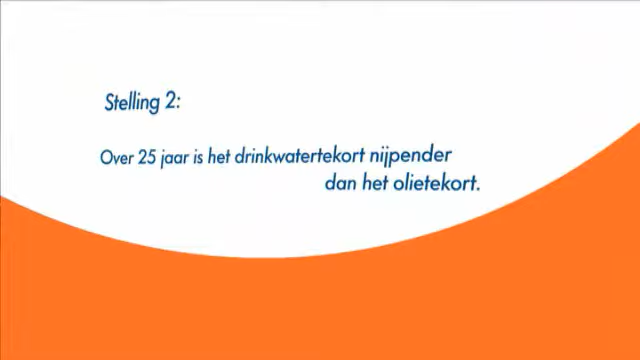 Stelling 2:
Over 25 jaar is het drinkwatertekort nijpender
dan het olietekort.